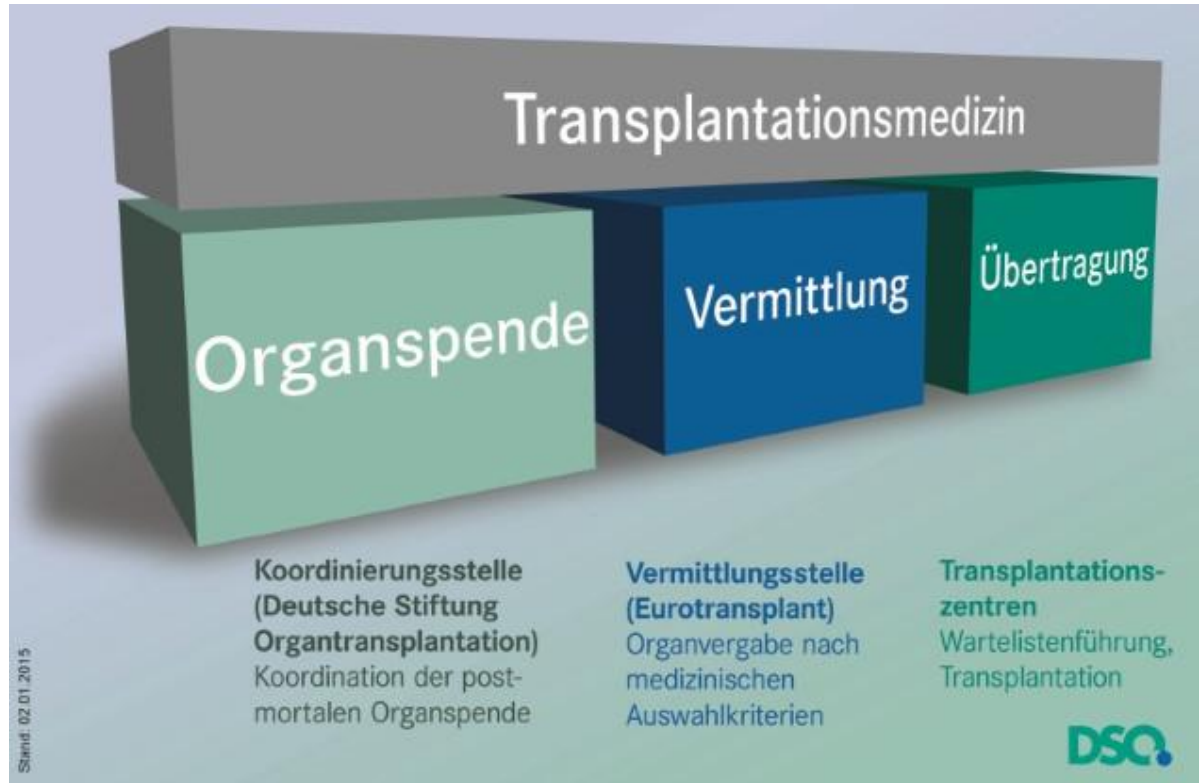 Transplantationsmedizin
Organspende
Vermittlung
Übertragung
Koordinierungsstelle
(Deutsche Stiftung
Organtransplantation)
Koordination der post-
mortalen Organspende
Vermittlungsstelle
(Eurotransplant)
Organvergabe nach
medizinischen
Auswahlkriterien
Transplantations-
zentren
Wartelistenführung,
Transplantation
Stand: 02.01.2015
DSO